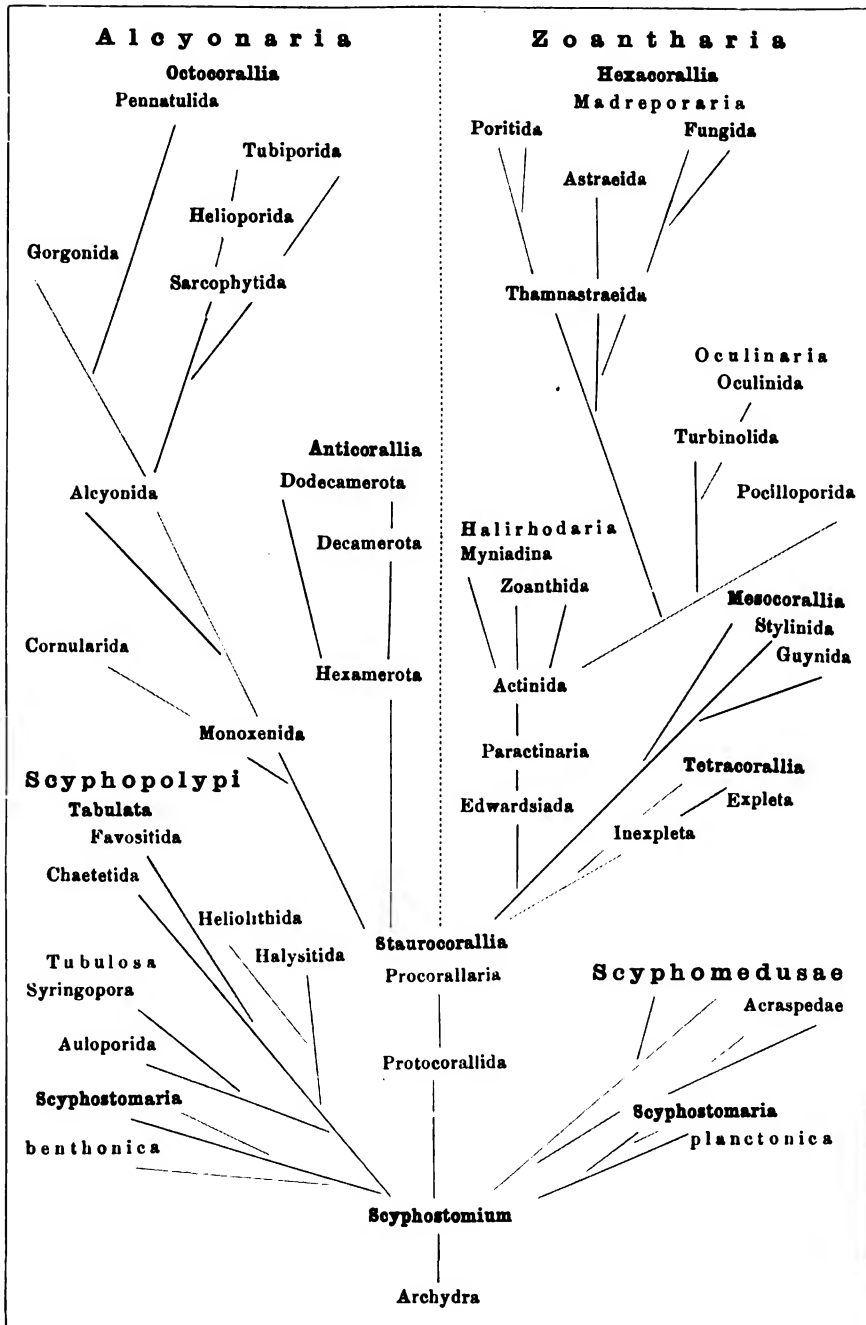 Alcyonaria
Octocorallia
Pennatulida
Tubiporida
Helioporida
Gorgonida
Sarcophytida
Anticorallia
Alcyonida
Dodecamerota
Decamerota
Cornularida
Hexamerota
Monoxenida
Scyphopolypi
Tabulata
Favositida
Chaetetida
Heliolithida
Halysitida
Tubulosa
Syringopora
Auloporida
Scyphostomaria
benthonica
Zoantharia
Hexacorallia
Madreporaria
Poritida
Fungida
Astraeida
Thamnastraeida
Oculinaria
Oculinida
Turbinolida
Pocilloporida
Halirhodaria
Myniadina
Zoanthida
Mesocorallia
Stylinida
Guynida
Actinida
Paractinaria
Tetracorallia
Edwardsiada
Expleta
Inexpleta
Staurocorallia
Procorallaria
Scyphomedusae
Acraspedae
Protocorallida
Scyphostomaria
planctonica
Scyphostomium
Archydra